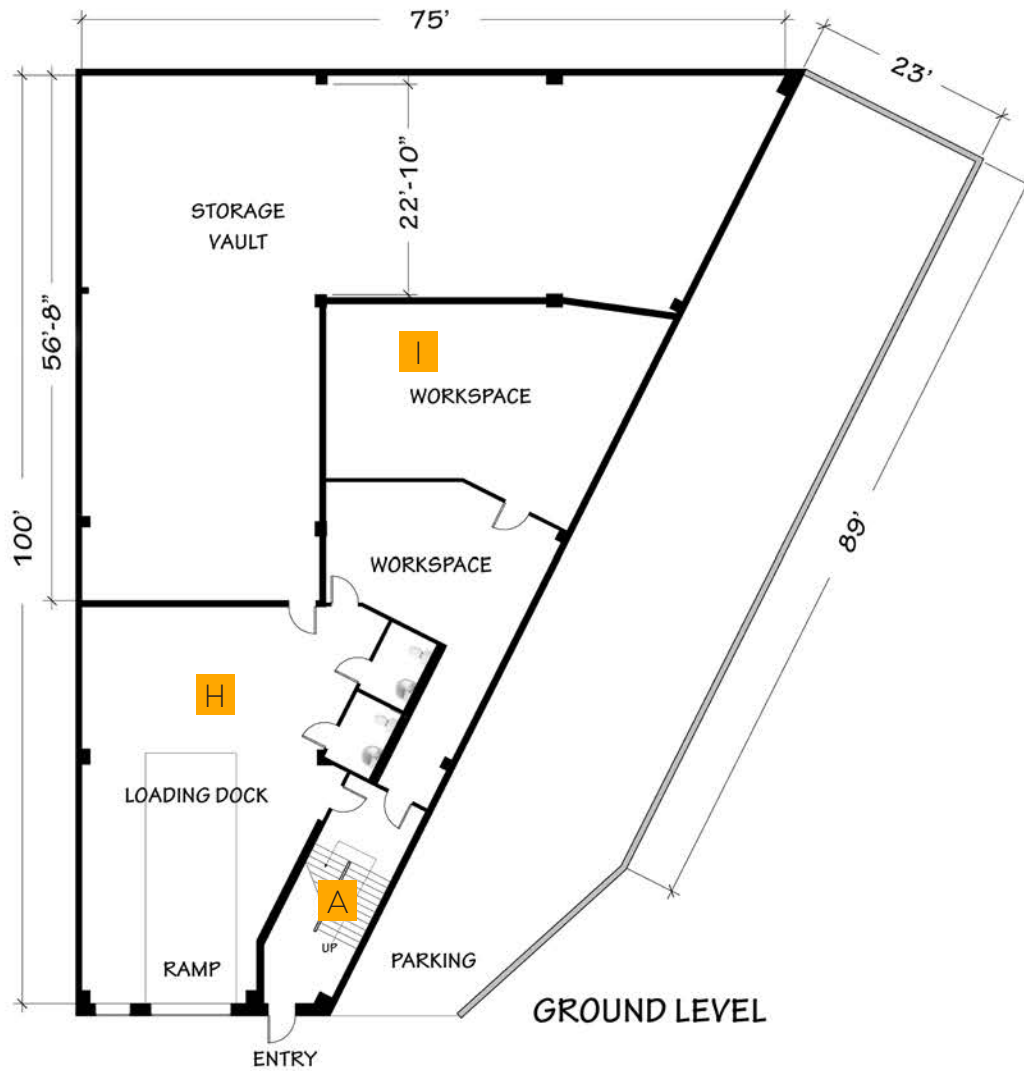 75'
23'
22'-10"
STORAGE
VAULT
56'-8"
I
WORKSPACE
100'
89'
WORKSPACE
H
LOADING DOCK
A
UP
RAMP
PARKING
GROUND LEVEL
ENTRY